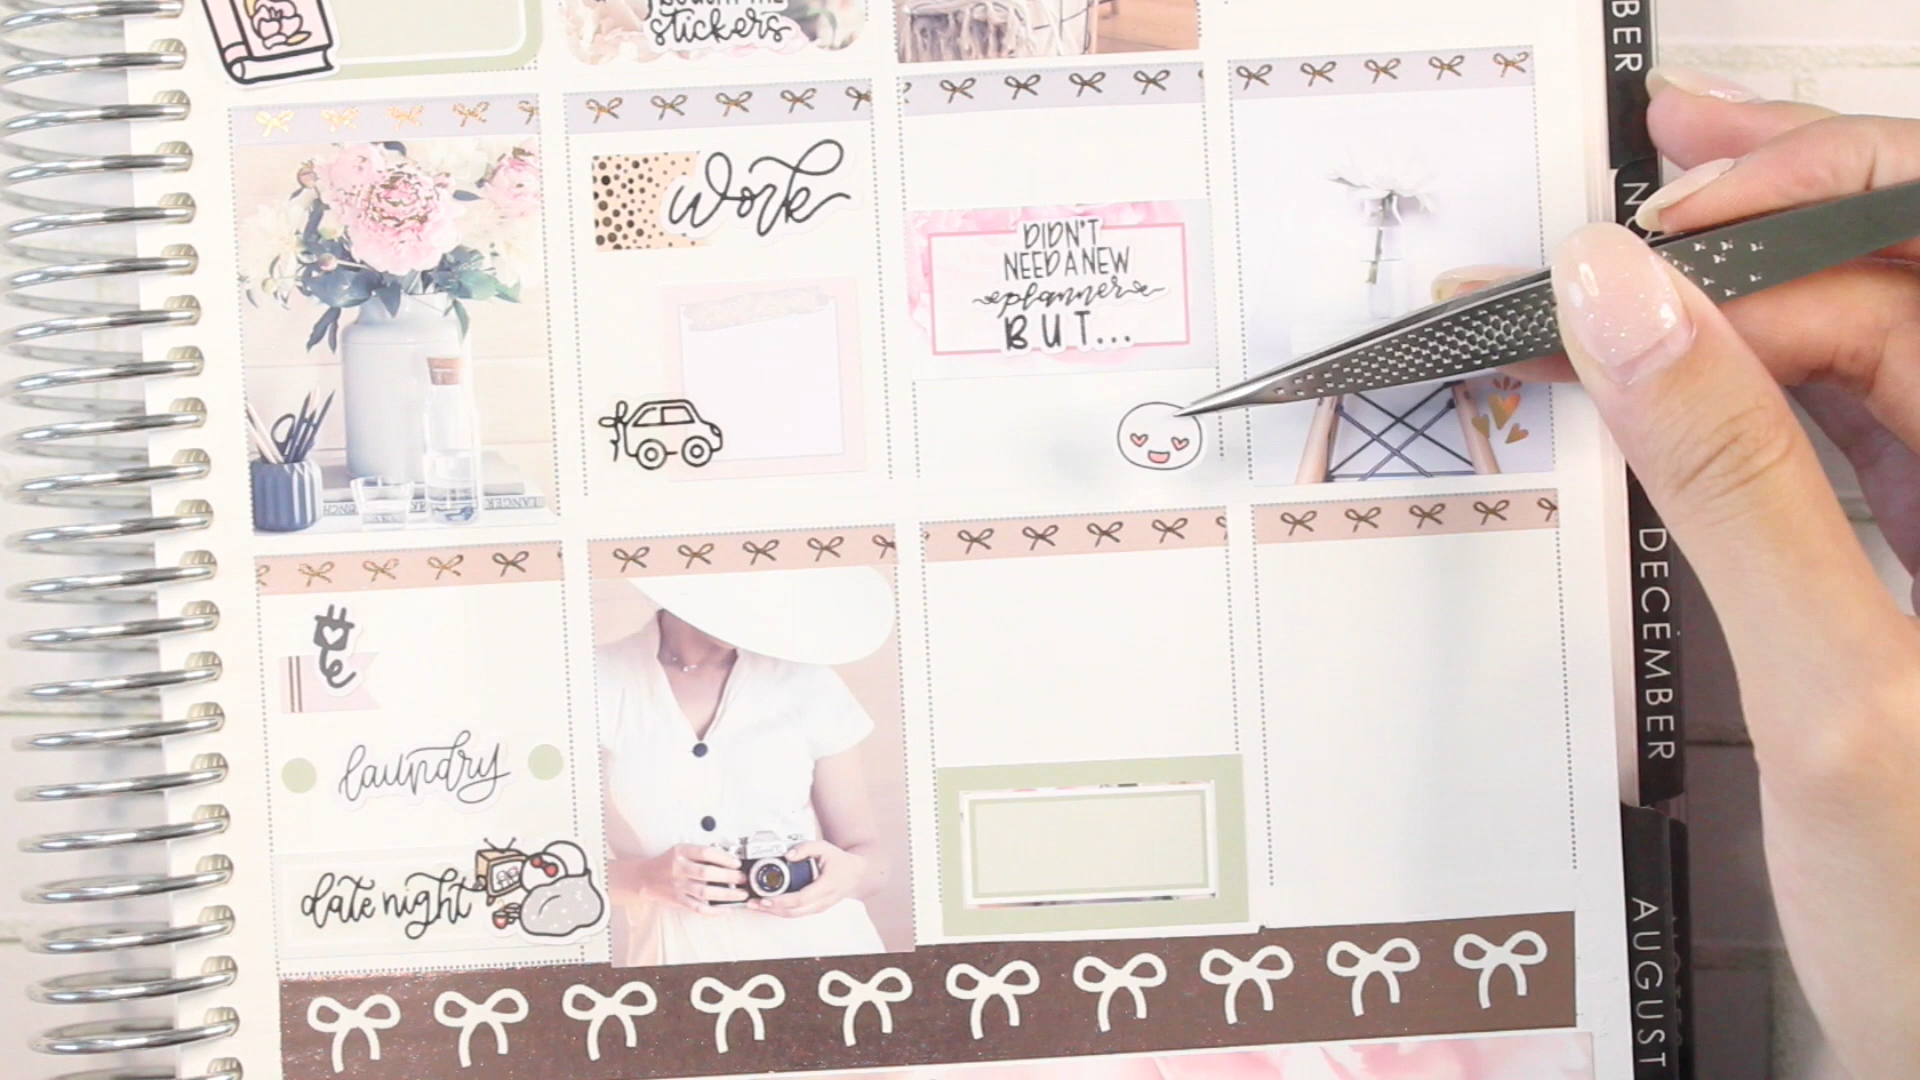 stickers
BER
work
DIDN'T
NEED A NEW
planner
BUT...
DECEMBER
laundry
date night
AUGUST